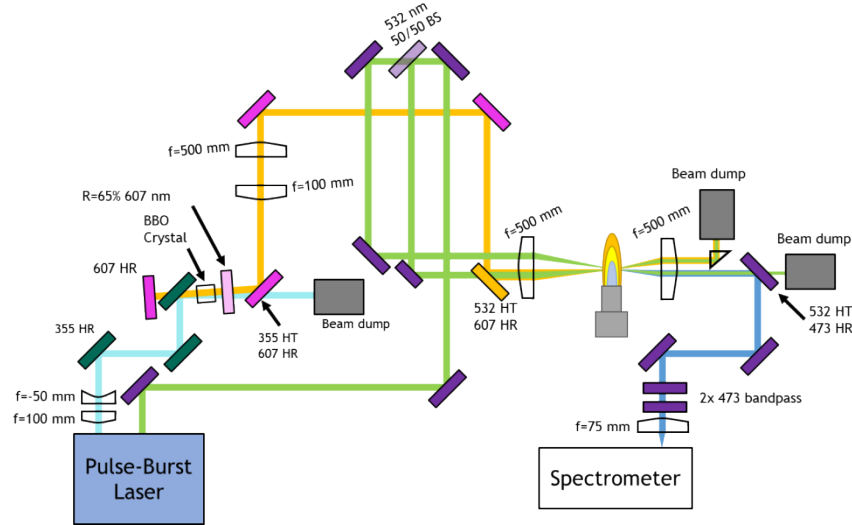 532 nm
50/50 BS
f=500 mm
f=100 mm
R=65% 607 nm
BBO
Crystal
607 HR
355 HR
Beam dump
355 HT
607 HR
f=-50 mm
f=100 mm
Pulse-Burst
Laser
f=500 mm
532 HT
607 HR
f=500 mm
Beam dump
Beam dump
532 HT
473 HR
2x 473 bandpass
f=75 mm
Spectrometer